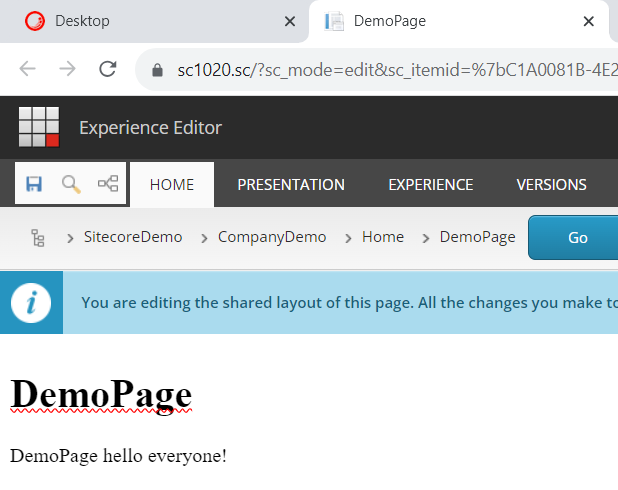 Desktop
DemoPage
sc1020.sc/?sc_mode=edit&sc_itemid=%7bC1A0081B-4E2
Experience Editor
HOME PRESENTATION EXPERIENCE VERSIONS
SitecoreDemo > CompanyDemo > Home > DemoPage Go
You are editing the shared layout of this page. All the changes you make to
DemoPage
DemoPage hello everyone!